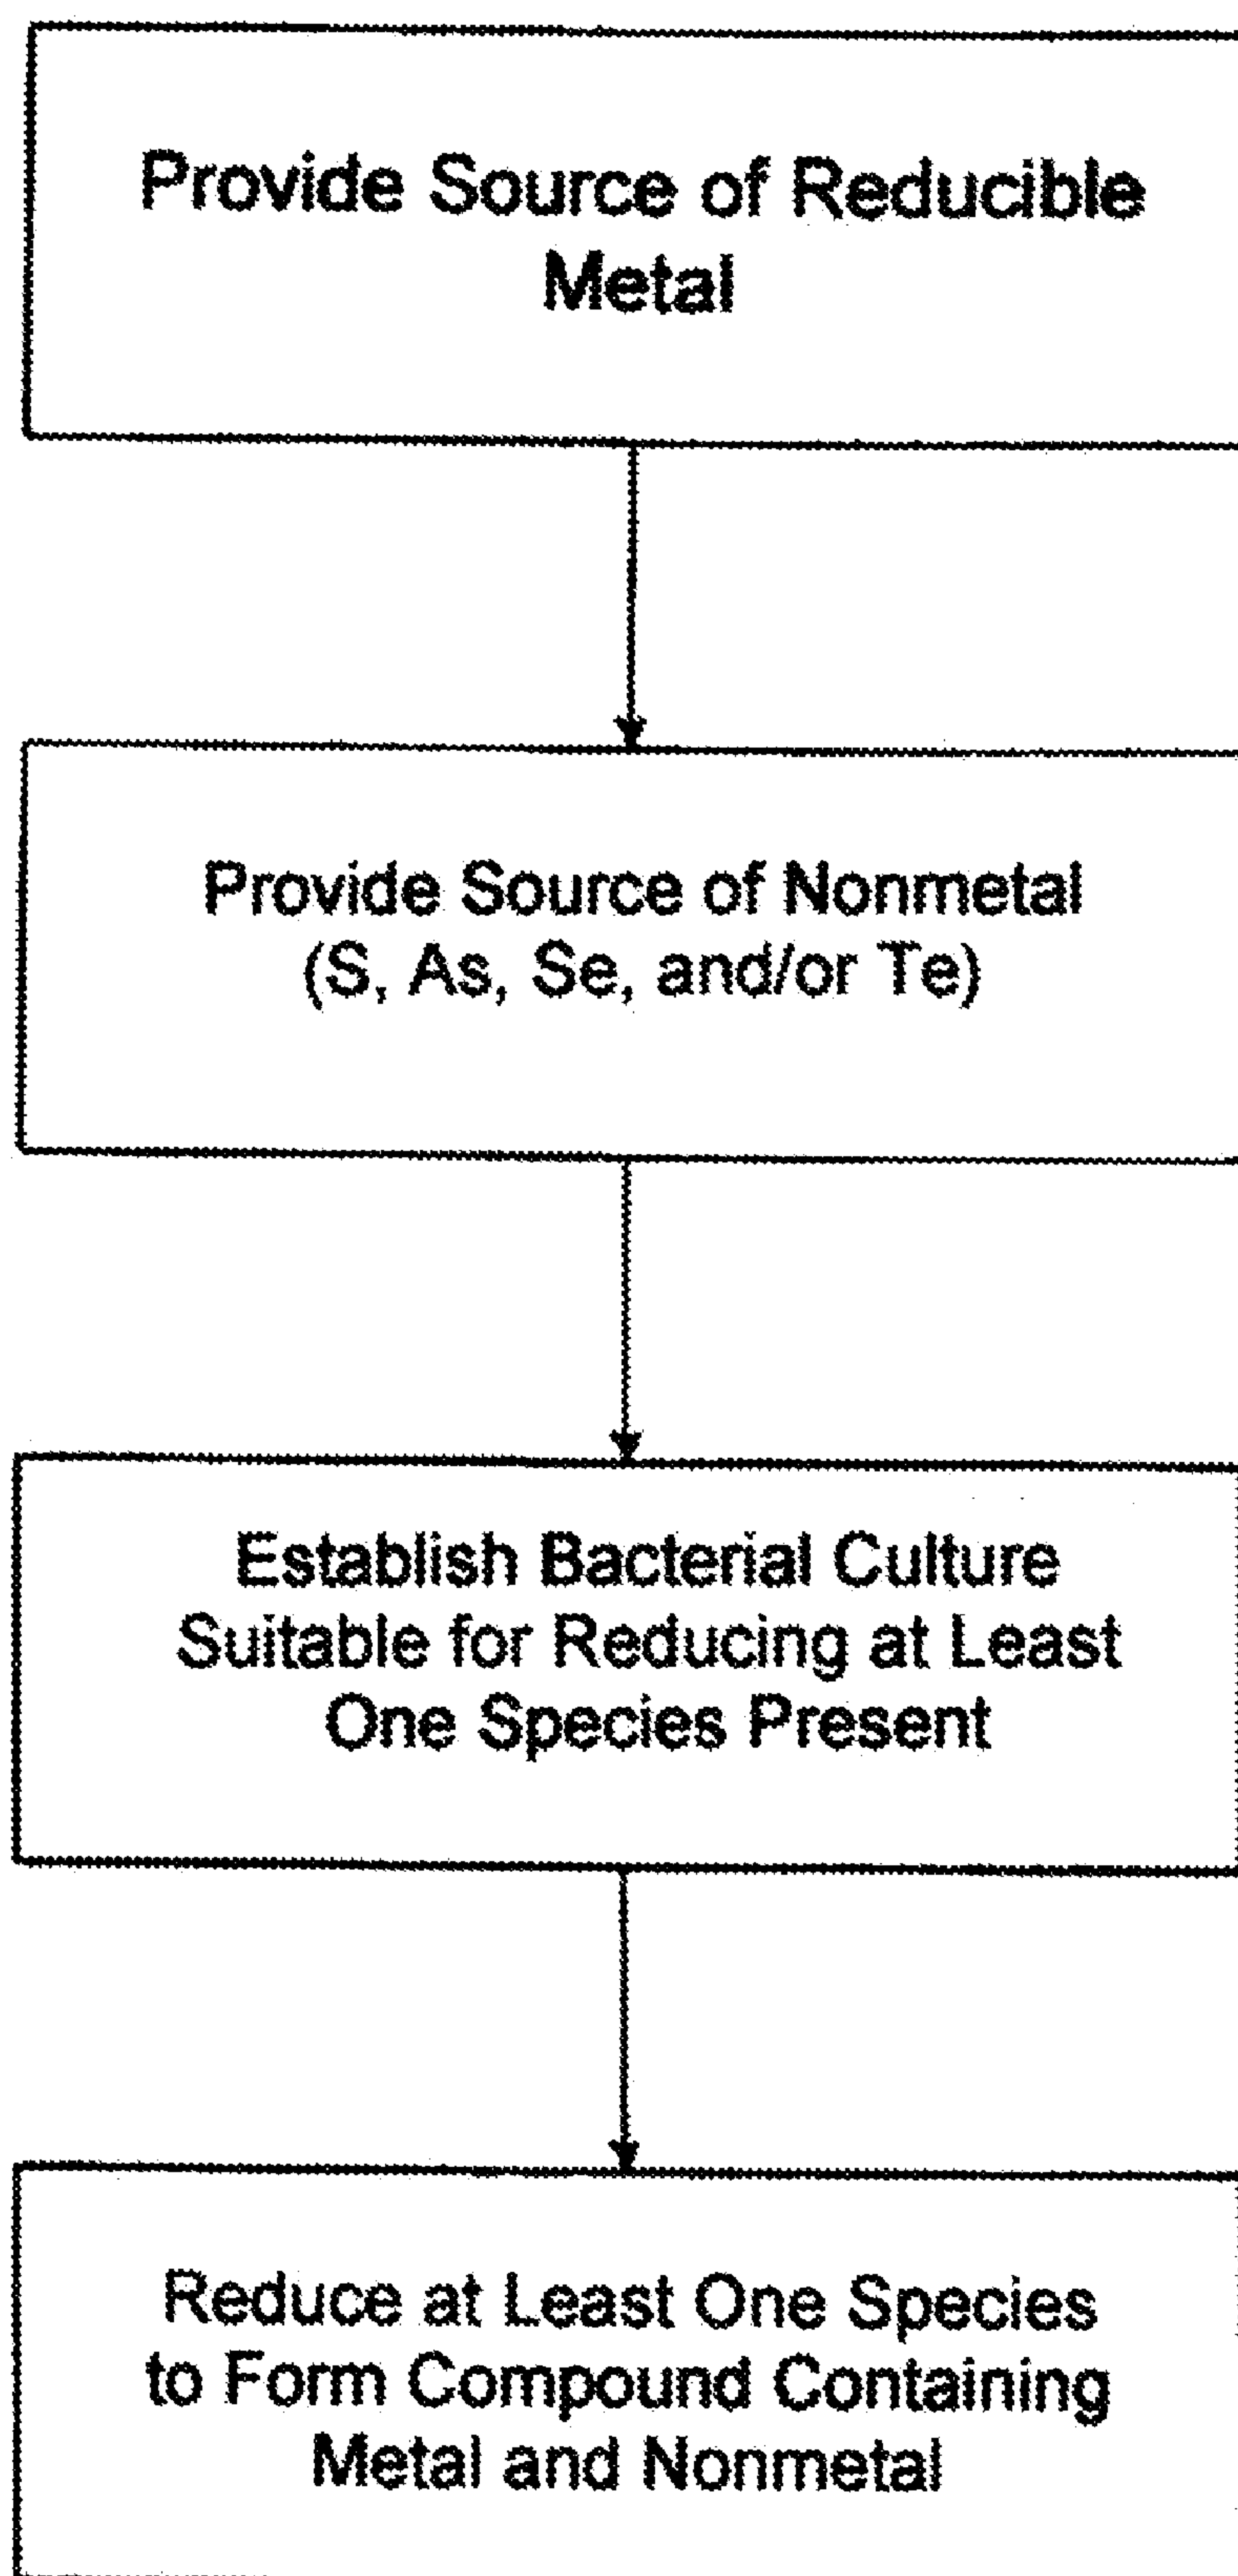 Provide Source of Reducible
Metal
Provide Source of Nonmetal
(S, As, Se, and/or Te)
Establish Bacterial Culture
Suitable for Reducing at Least
One Species Present
Reduce at Least One Species
to Form Compound Containing
Metal and Nonmetal